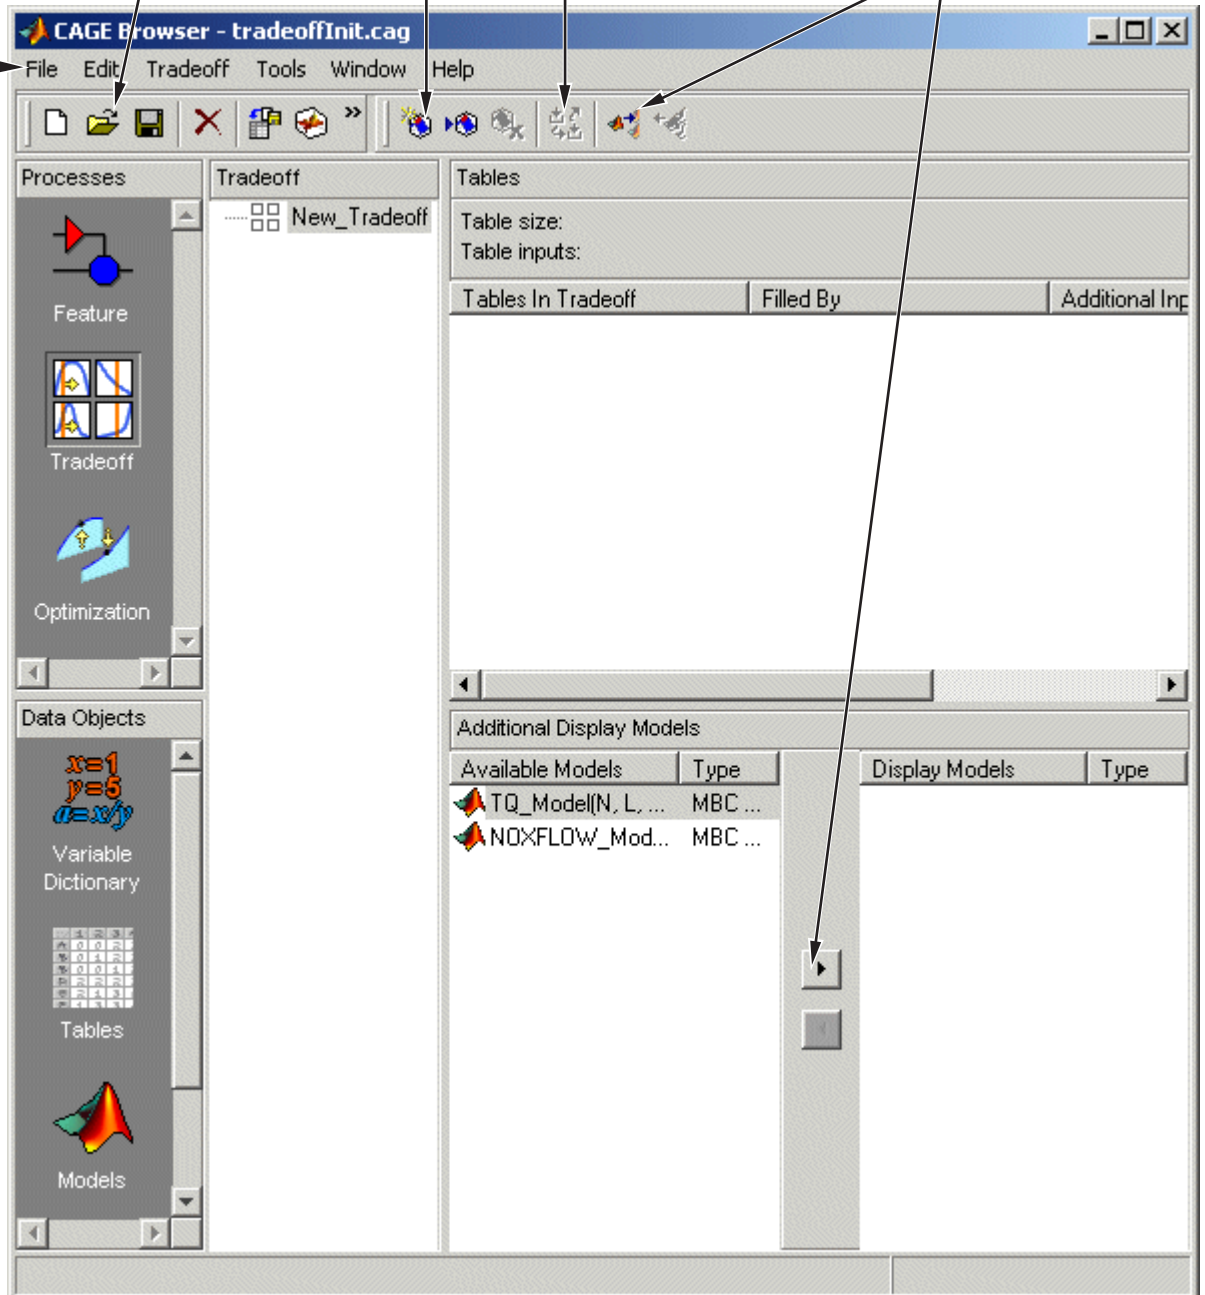 CAGE Browser - tradeoffInit.cag
File Edit Tradeoff Tools Window Help
»
Processes
Feature
Tradeoff
Optimization
Tradeoff
New_Tradeoff
Tables
Table size:
Table inputs:
Tables In Tradeoff Filled By Additional Inp
Data Objects
x=1
y=5
a=x/y
Variable
Dictionary
Tables
Models
Additional Display Models
Available Models Type
TQ_Model(N, L, ... MBC ...
NOXFLOW_Mod... MBC ...
Display Models Type